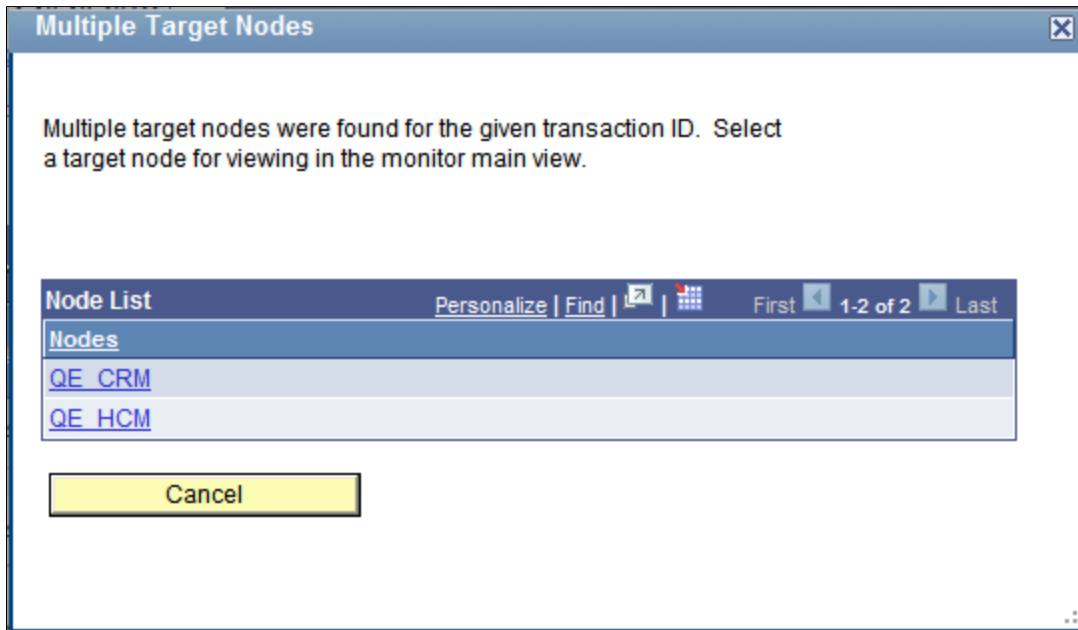 Multiple Target Nodes
Multiple target nodes were found for the given transaction ID. Select
a target node for viewing in the monitor main view.
Node List Personalize | Find | | First 1-2 of 2 Last
Nodes
QE_CRM
QE_HCM
Cancel